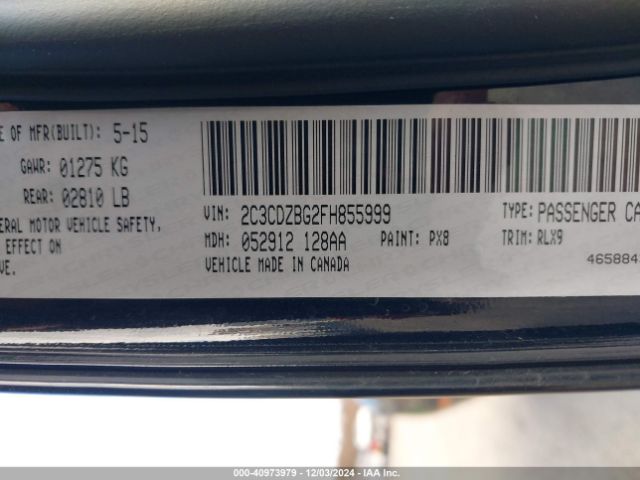 E OF MFR(BUILT): 5-15
GAWR: 01275 KG
REAR: 02810 LB
ERAL MOTOR VEHICLE SAFETY,
EFFECT ON
VE.
VIN: 2C3CDZBG2FH855999
TYPE: PASSENGER CA
MDH: 052912 128AA
PAINT: PX8
TRIM: RLX9
VEHICLE MADE IN CANADA
465884
000-40973979 - 12/03/2024 - IAA Inc.